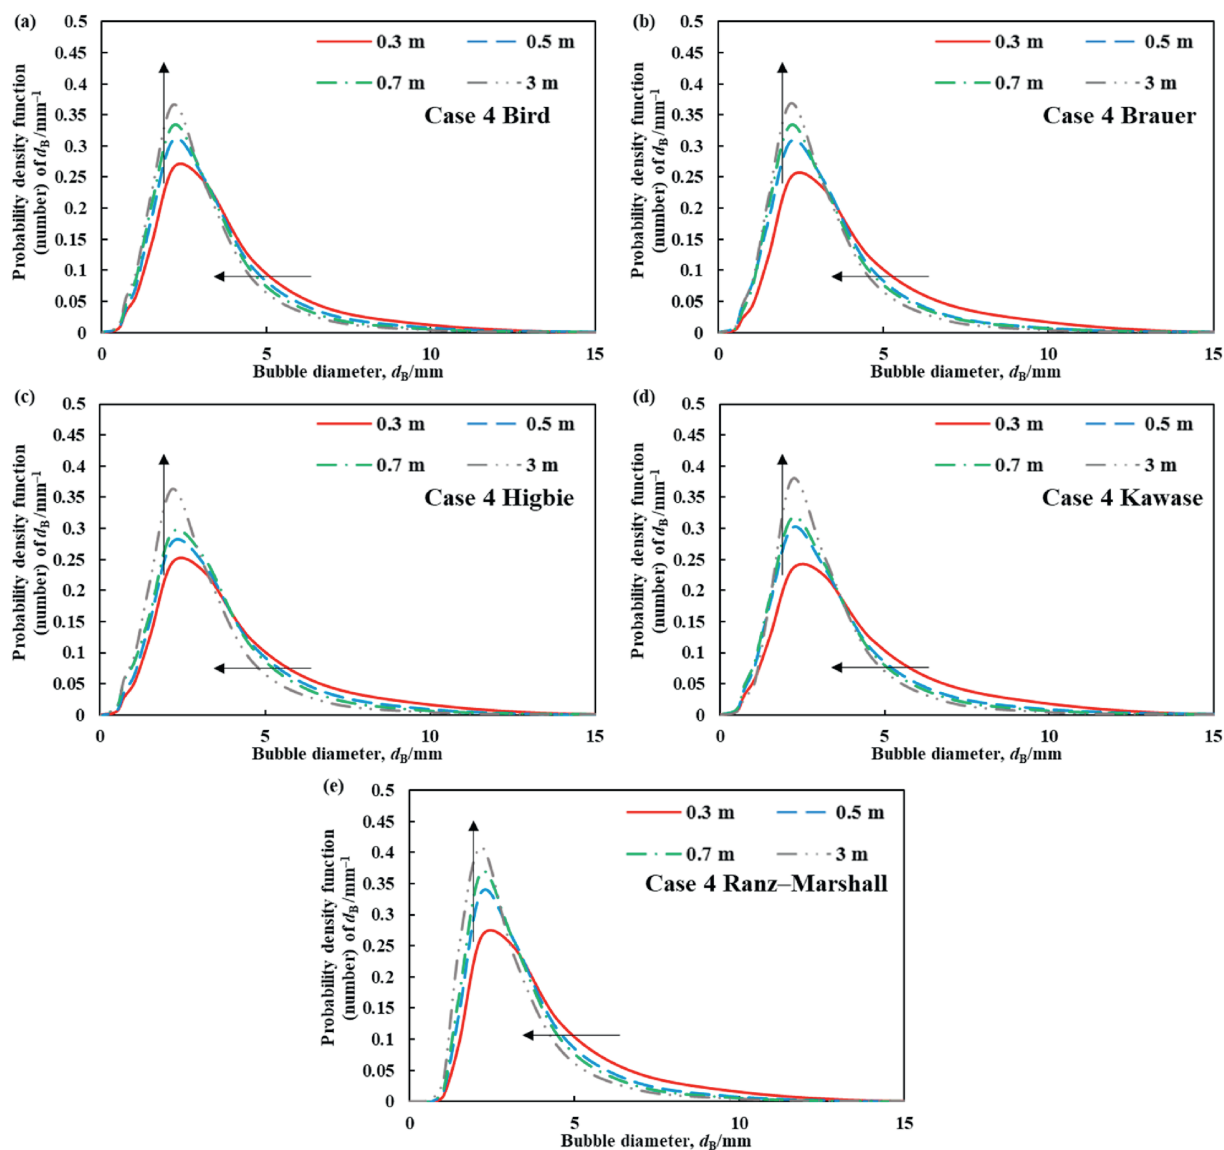 (a)
0.5
0.45
0.4
0.35
0.3
0.25
0.2
0.15
0.1
0.05
0
Probability density function
(number) of dB/mm–1
0.3 m
0.5 m
0.7 m
3 m
Case 4 Bird
0
5
10
15
Bubble diameter, dB/mm
(b)
0.5
0.45
0.4
0.35
0.3
0.25
0.2
0.15
0.1
0.05
0
Probability density function
(number) of dB/mm–1
0.3 m
0.5 m
0.7 m
3 m
Case 4 Brauer
0
5
10
15
Bubble diameter, dB/mm
(c)
0.5
0.45
0.4
0.35
0.3
0.25
0.2
0.15
0.1
0.05
0
Probability density function
(number) of dB/mm–1
0.3 m
0.5 m
0.7 m
3 m
Case 4 Higbie
0
5
10
15
Bubble diameter, dB/mm
(d)
0.5
0.45
0.4
0.35
0.3
0.25
0.2
0.15
0.1
0.05
0
Probability density function
(number) of dB/mm–1
0.3 m
0.5 m
0.7 m
3 m
Case 4 Kawase
0
5
10
15
Bubble diameter, dB/mm
(e)
0.5
0.45
0.4
0.35
0.3
0.25
0.2
0.15
0.1
0.05
0
Probability density function
(number) of dB/mm–1
0.3 m
0.5 m
0.7 m
3 m
Case 4 Ranz–Marshall
0
5
10
15
Bubble diameter, dB/mm